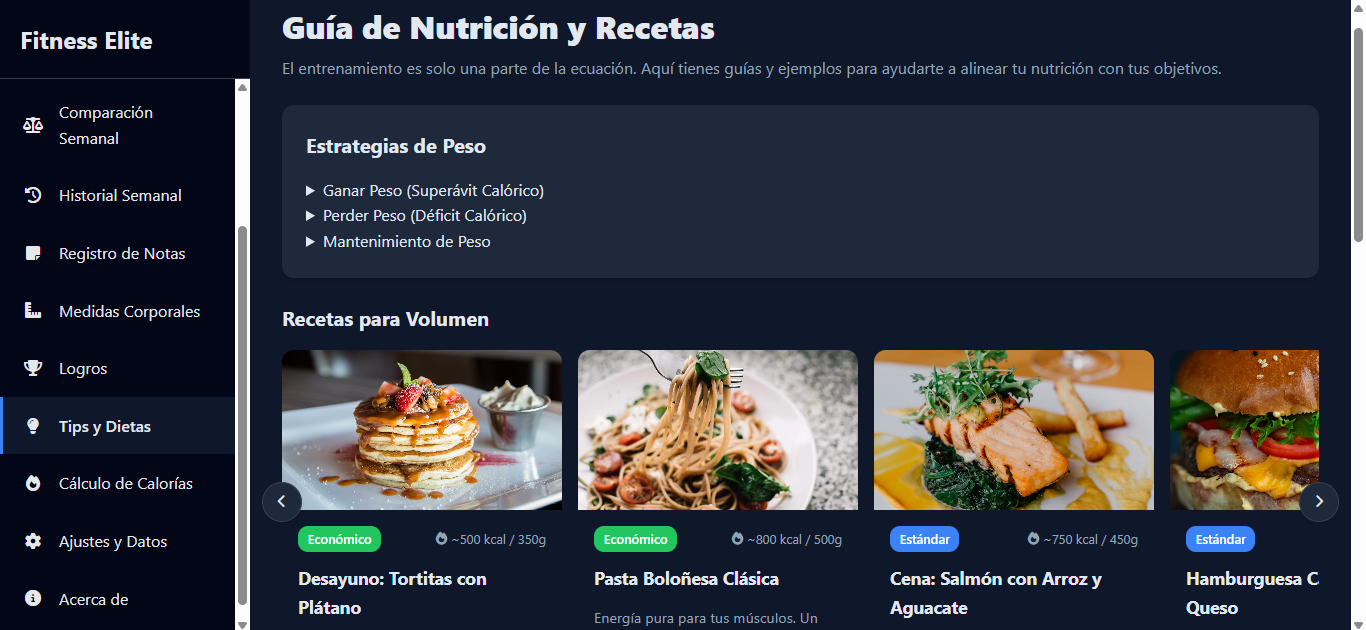 Fitness Elite
Comparación
Semanal
Historial Semanal
Registro de Notas
Medidas Corporales
Logros
Tips y Dietas
Cálculo de Calorías
Ajustes y Datos
Acerca de
Guía de Nutrición y Recetas
El entrenamiento es solo una parte de la ecuación. Aquí tienes guías y ejemplos para ayudarte a alinear tu nutrición con tus objetivos.
Estrategias de Peso
Ganar Peso (Superávit Calórico)
Perder Peso (Déficit Calórico)
Mantenimiento de Peso
Recetas para Volumen
Económico
~500 kcal / 350g
Desayuno: Tortitas con
Plátano
Económico
~800 kcal / 500g
Pasta Boloñesa Clásica
Energía pura para tus músculos. Un
Estándar
~750 kcal / 450g
Cena: Salmón con Arroz y
Aguacate
Estándar
Hamburguesa
Queso